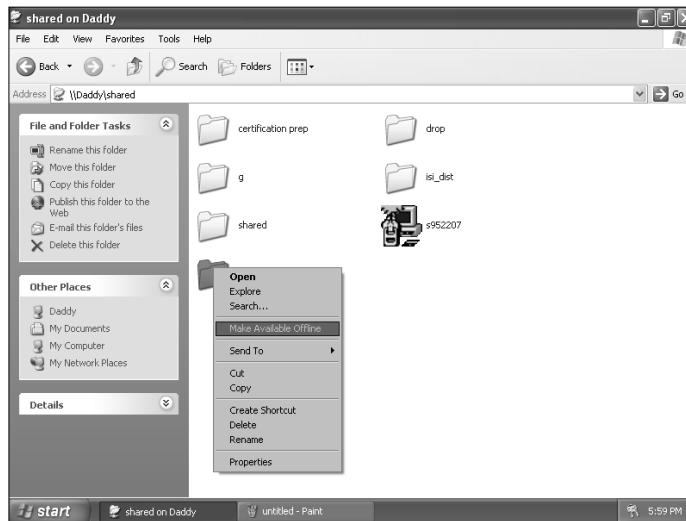 shared on Daddy
File Edit View Favorites Tools Help
Back Search Folders
Address \\Daddy\shared Go
File and Folder Tasks
Rename this folder
Move this folder
Copy this folder
Publish this folder to the
Web
E-mail this folder's files
Delete this folder
Other Places
Daddy
My Documents
My Computer
My Network Places
Details
certification prep
drop
g
isi_dist
shared
s952207
Open
Explore
Search...
Make Available Offline
Send To
Cut
Copy
Create Shortcut
Delete
Rename
Properties
start shared on Daddy untitled - Paint 5:59 PM